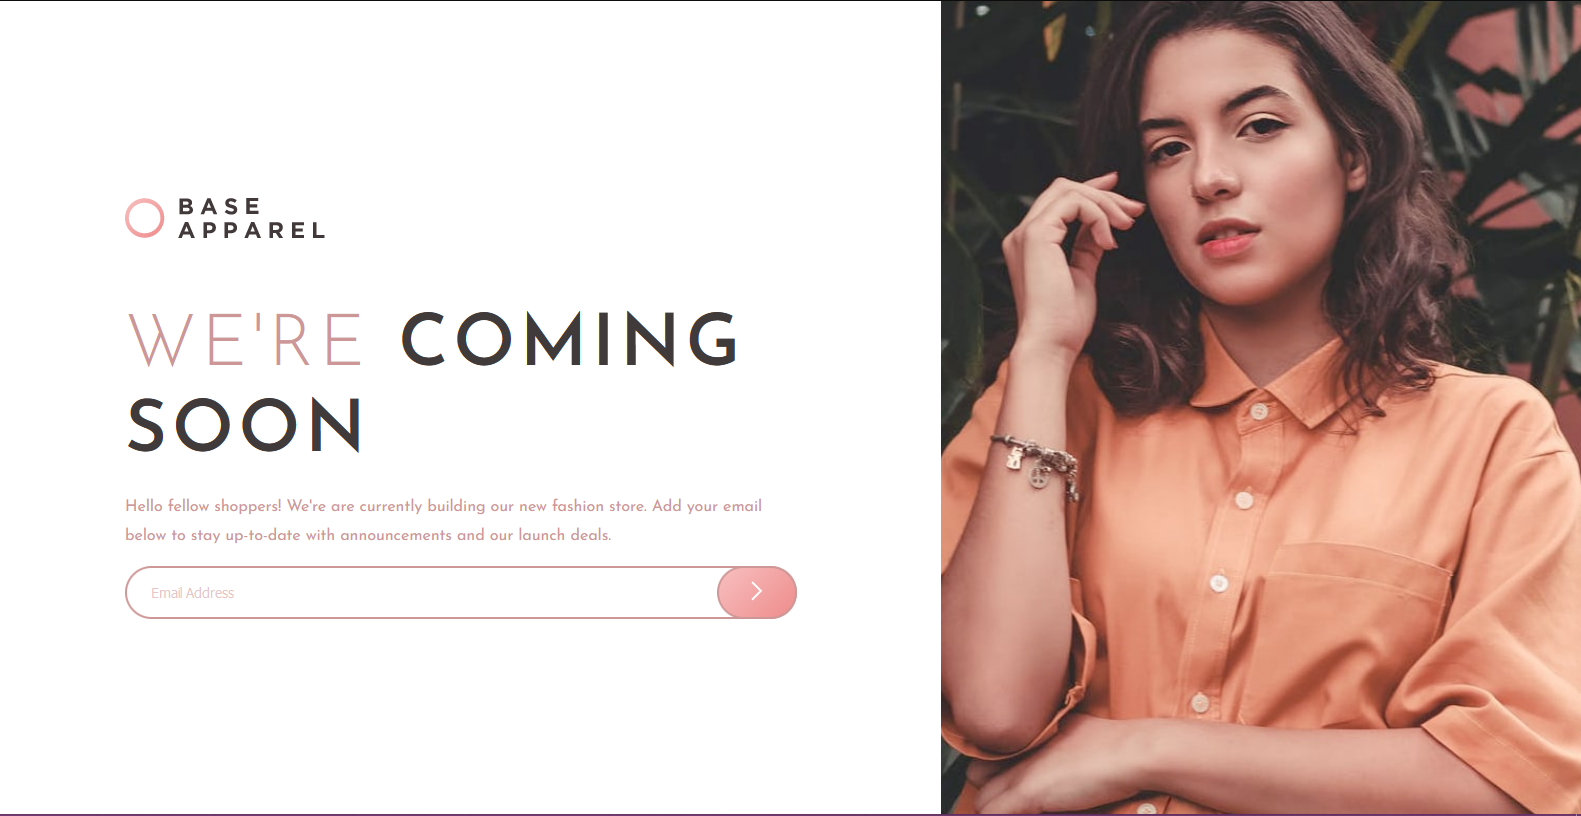 BASE
APPAREL
WE'RE COMING
SOON
Hello fellow shoppers! We're are currently building our new fashion store. Add your email
below to stay up-to-date with announcements and our launch deals.
Email Address